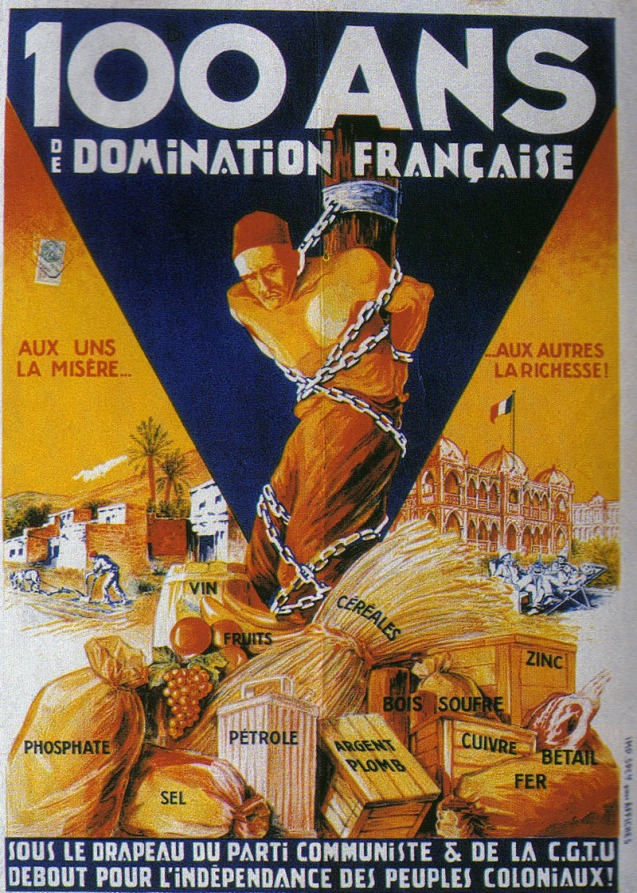 100 ANS
DE DOMINATION FRANÇAISE
AUX UNS
LA MISÈRE...
...AUX AUTRES
LA RICHESSE!
VIN
FRUITS
CÉRÉALES
ZINC
BOIS SOUFRE
PHOSPHATE
PÉTROLE
ARGENT
PLOMB
CUIVRE
BÉTAIL
FER
SEL
SOUS LE DRAPEAU DU PARTI COMMUNISTE & DE LA C.G.T.U
DEBOUT POUR L'INDÉPENDANCE DES PEUPLES COLONIAUX!